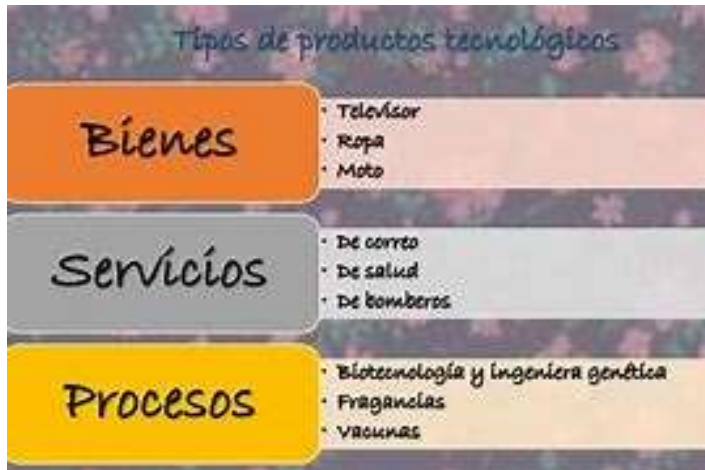 Tipos de productos tecnológicos
Bienes
· Televisor
· Ropa
· Moto
Servicios
· De correo
· De salud
· De bomberos
Procesos
· Biotecnología y ingeniera genética
· Fragancias
· Vacunas